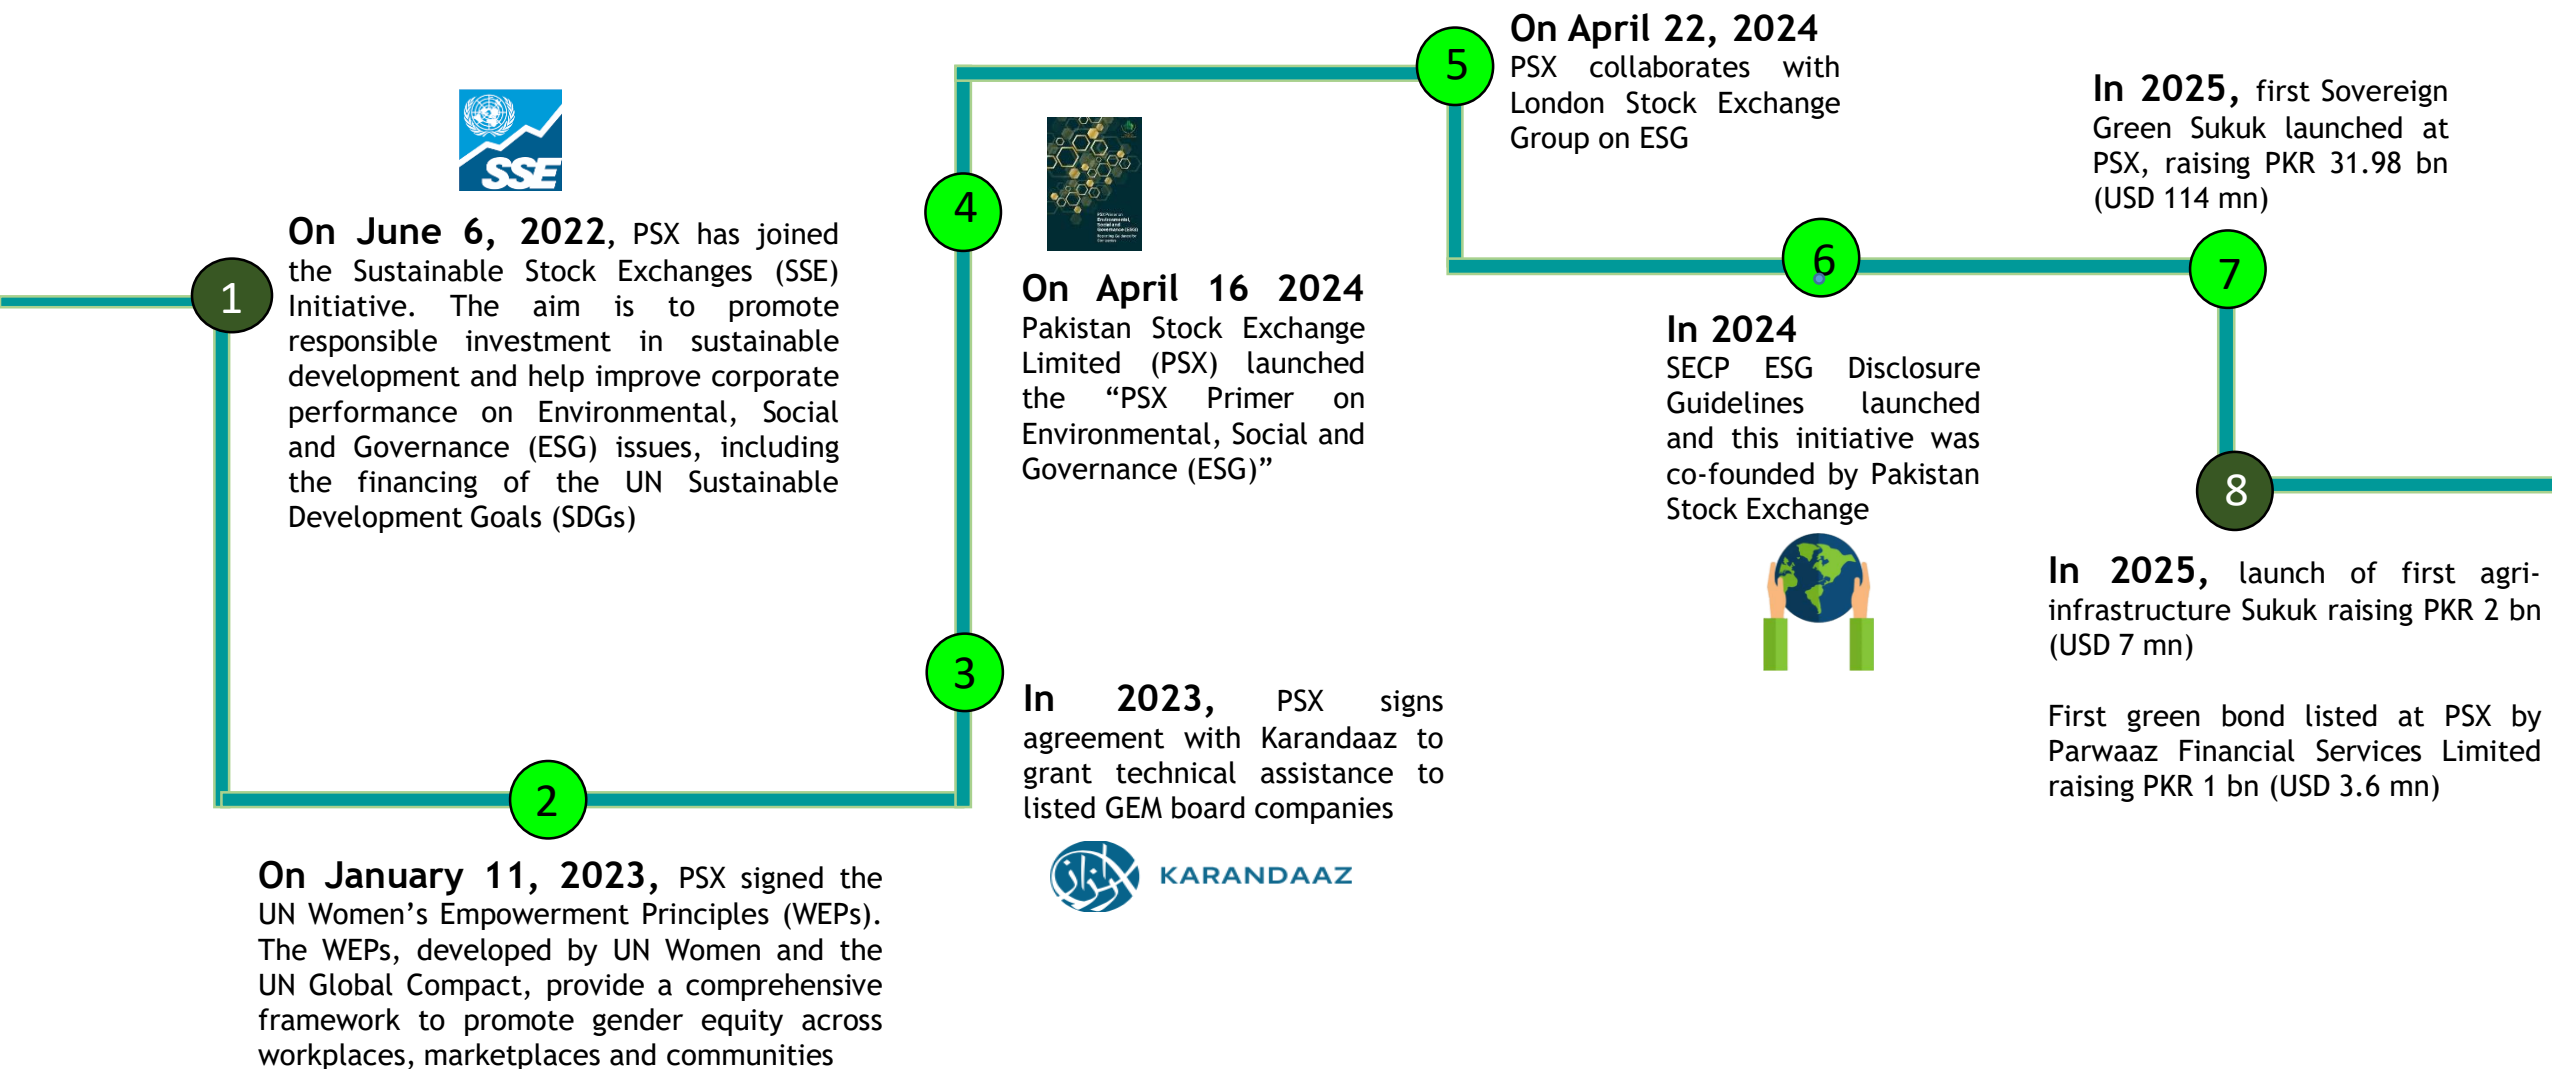 1
SSE
On June 6, 2022, PSX has joined
the Sustainable Stock Exchanges (SSE)
Initiative. The aim is to promote
responsible investment in sustainable
development and help improve corporate
performance on Environmental, Social
and Governance (ESG) issues, including
the financing of the UN Sustainable
Development Goals (SDGs)
2
On January 11, 2023, PSX signed the
UN Women’s Empowerment Principles (WEPs).
The WEPs, developed by UN Women and the
UN Global Compact, provide a comprehensive
framework to promote gender equity across
workplaces, marketplaces and communities
3
In 2023, PSX signs
agreement with Karandaaz to
grant technical assistance to
listed GEM board companies
KARANDAAZ
4
PSX Primer on
Environmental,
Social and
Governance (ESG)
On April 16 2024
Pakistan Stock Exchange
Limited (PSX) launched
the “PSX Primer on
Environmental, Social and
Governance (ESG)”
5
On April 22, 2024
PSX collaborates with
London Stock Exchange
Group on ESG
6
In 2024
SECP ESG Disclosure
Guidelines launched
and this initiative was
co-founded by Pakistan
Stock Exchange
In 2025, first Sovereign
Green Sukuk launched at
PSX, raising PKR 31.98 bn
(USD 114 mn)
7
8
In 2025, launch of first agri-
infrastructure Sukuk raising PKR 2 bn
(USD 7 mn)
First green bond listed at PSX by
Parwaaz Financial Services Limited
raising PKR 1 bn (USD 3.6 mn)